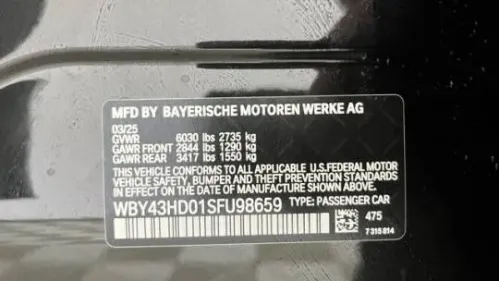 MFD BY BAYERISCHE MOTOREN WERKE AG
03/25
GVWR 6030 lbs 2735 kg
GAWR FRONT 2844 lbs 1290 kg
GAWR REAR 3417 lbs 1550 kg
THIS VEHICLE CONFORMS TO ALL APPLICABLE U.S. FEDERAL MOTOR
VEHICLE SAFETY, BUMPER AND THEFT PREVENTION STANDARDS IN
EFFECT ON THE DATE OF MANUFACTURE SHOWN ABOVE.
WBY43HD01SFU98659 TYPE: PASSENGER CAR
475
7 315 814